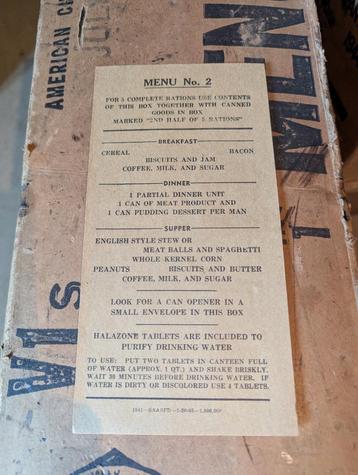 MENU No. 2
FOR 5 COMPLETE RATIONS USE CONTENTS
OF THIS BOX TOGETHER WITH CANNED
GOODS IN BOX
MARKED "2ND HALF OF 5 RATIONS"
BREAKFAST
CEREAL BACON
BISCUITS AND JAM
COFFEE, MILK, AND SUGAR
DINNER
1 PARTIAL DINNER UNIT
1 CAN OF MEAT PRODUCT AND
1 CAN PUDDING DESSERT PER MAN
SUPPER
ENGLISH STYLE STEW OR
MEAT BALLS AND SPAGHETTI
WHOLE KERNEL CORN
PEANUTS BISCUITS AND BUTTER
COFFEE, MILK, AND SUGAR
LOOK FOR A CAN OPENER IN A
SMALL ENVELOPE IN THIS BOX
HALAZONE TABLETS ARE INCLUDED TO
PURIFY DRINKING WATER
TO USE: PUT TWO TABLETS IN CANTEEN FULL
OF WATER (APPROX. 1 QT.) AND SHAKE BRISKLY.
WAIT 30 MINUTES BEFORE DRINKING WATER. IF
WATER IS DIRTY OR DISCOLORED USE 4 TABLETS.
AMERICAN
MENU